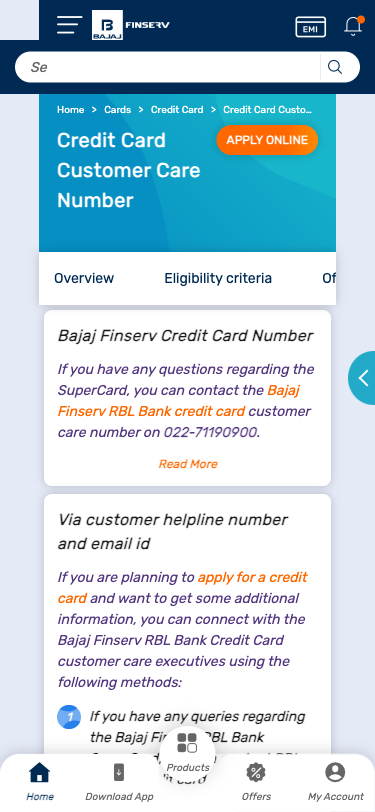 BAJAJ FINSERV
EMI
Se
Home > Cards > Credit Card > Credit Card Custo...
Credit Card
Customer Care
Number
APPLY ONLINE
Overview Eligibility criteria Of
Bajaj Finserv Credit Card Number
If you have any questions regarding the
SuperCard, you can contact the Bajaj
Finserv RBL Bank credit card customer
care number on 022-71190900.
Read More
Via customer helpline number
and email id
If you are planning to apply for a credit
card and want to get some additional
information, you can connect with the
Bajaj Finserv RBL Bank Credit Card
customer care executives using the
following methods:
1 If you have any queries regarding
the Bajaj RBL Bank
Products
Home Download App Offers My Account